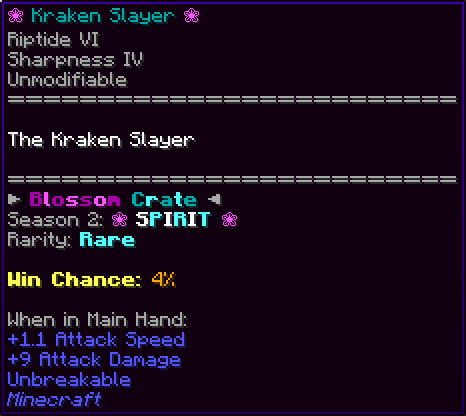 ❀ Kraken Slayer ❀
Riptide VI
Sharpness IV
Unmodifiable
============================
The Kraken Slayer
============================
► Blossom Crate ◄
Season 2: ❀ SPIRIT ❀
Rarity: Rare
Win Chance: 4%
When in Main Hand:
+1.1 Attack Speed
+9 Attack Damage
Unbreakable
Minecraft